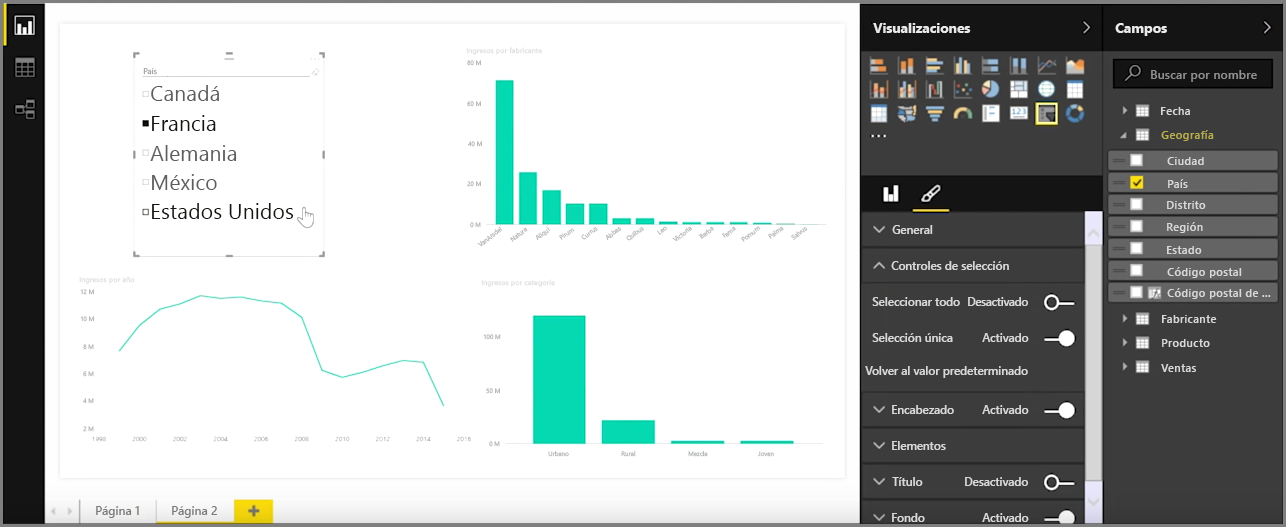 País
Canadá
Francia
Alemania
México
Estados Unidos
Ingresos por fabricante
80 M
60 M
40 M
20 M
0 M
VanArsdel
Natura
Aliqui
Pirum
Currus
Abbas
Quibus
Leo
Victoria
Barba
Fama
Pomum
Palma
Salvus
Ingresos por año
12 M
10 M
8 M
6 M
4 M
2 M
1998 2000 2002 2004 2006 2008 2010 2012 2014 2016
Ingresos por categoría
100 M
50 M
0 M
Urbano Rural Mezcla Joven
Página 1 Página 2 +
Visualizaciones
123
...
General
Controles de selección
Seleccionar todo Desactivado
Selección única Activado
Volver al valor predeterminado
Encabezado Activado
Elementos
Título Desactivado
Fondo Activado
Campos
Buscar por nombre
Fecha
Geografía
Ciudad
País
Distrito
Región
Estado
Código postal
Código postal de ...
Fabricante
Producto
Ventas